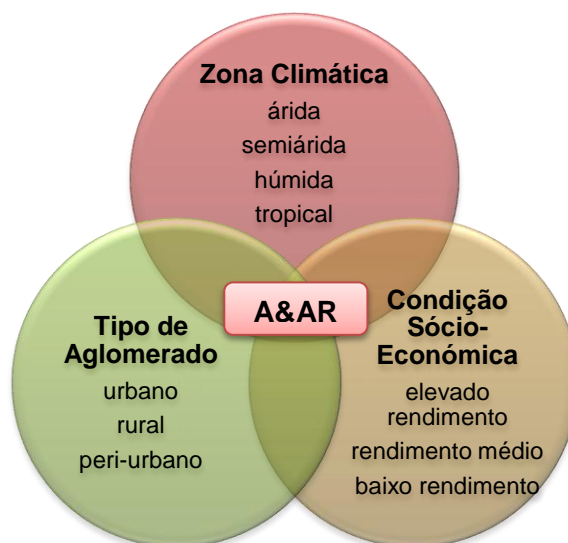 Zona Climática
árida
semiárida
húmida
tropical
A&AR
Tipo de
Aglomerado
urbano
rural
peri-urbano
Condição
Sócio-
Económica
elevado
rendimento
rendimento médio
baixo rendimento